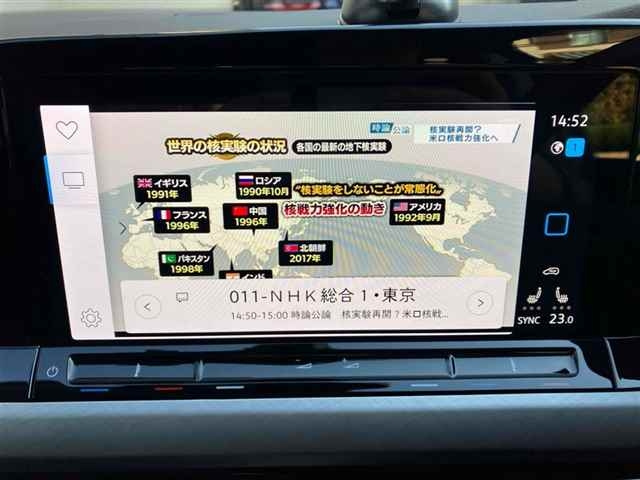 時論公論
核実験再開?
米ロ核戦力強化へ
世界の核実験の状況
各国の最新の地下核実験
イギリス
1991年
ロシア
1990年10月
"核実験をしないことが常態化"
フランス
1996年
中国
1996年
核戦力強化の動き
アメリカ
1992年9月
パキスタン
1998年
北朝鮮
2017年
インド
011-NHK総合1・東京
14:50-15:00 時論公論 核実験再開?米ロ核戦...
14:52
1
SYNC 23.0